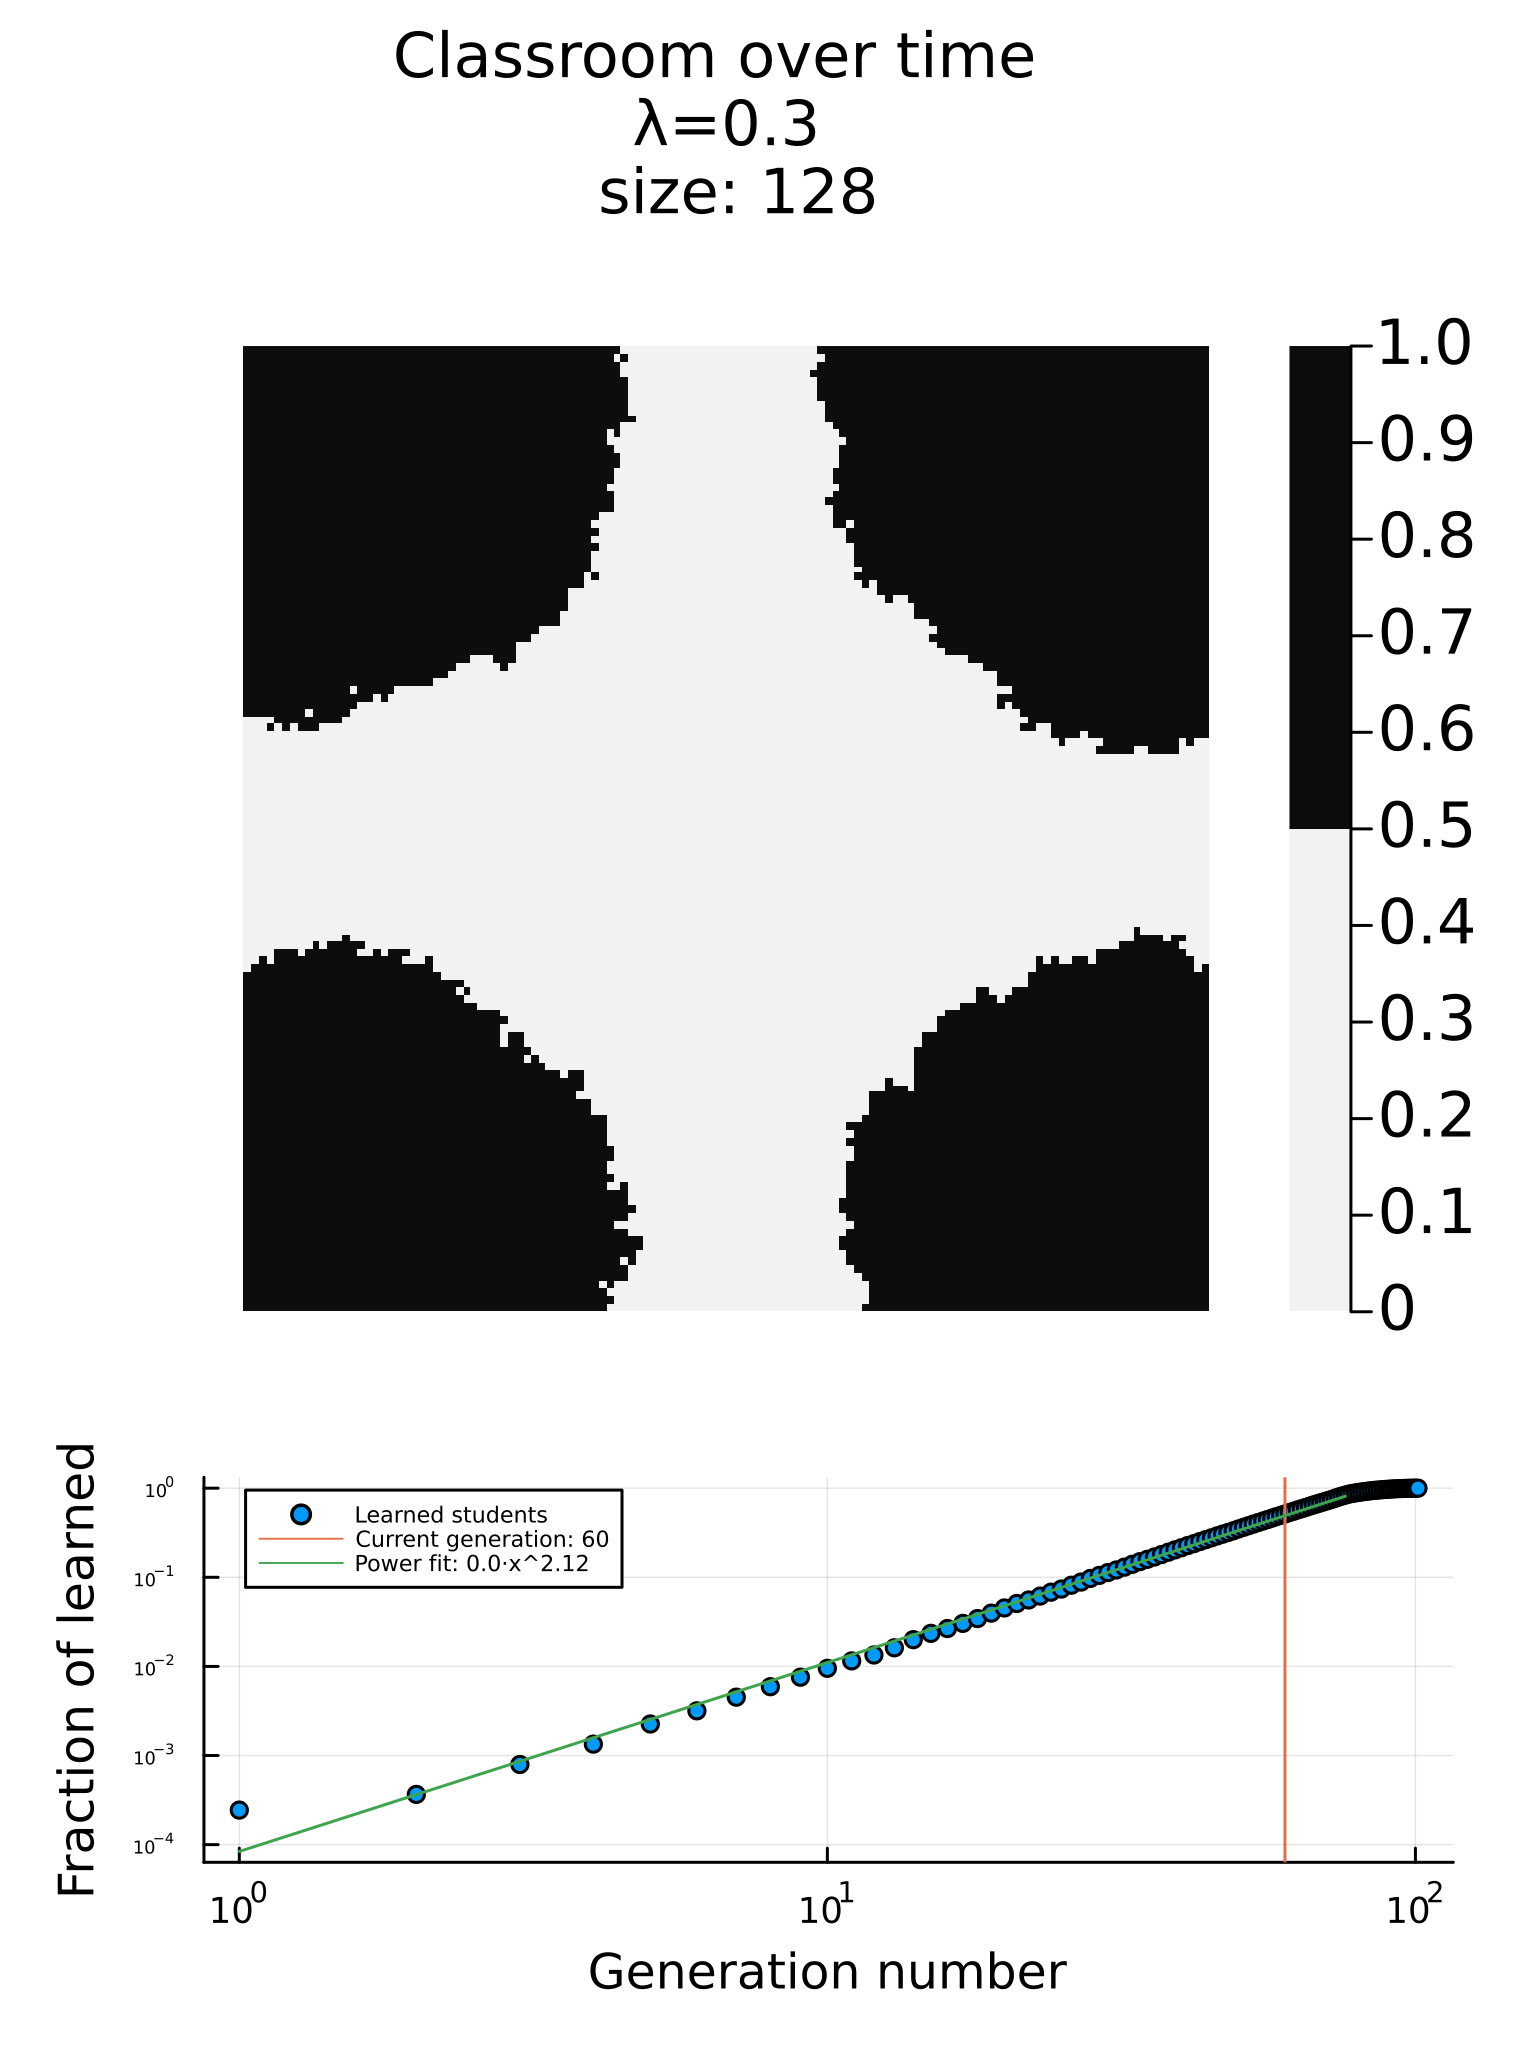 Classroom over time
λ=0.3
size: 128
1.0
0.9
0.8
0.7
0.6
0.5
0.4
0.3
0.2
0.1
0
Fraction of learned
10⁰
10⁻¹
10⁻²
10⁻³
10⁻⁴
Learned students
Current generation: 60
Power fit: 0.0·x^2.12
10⁰ 10¹ 10²
Generation number